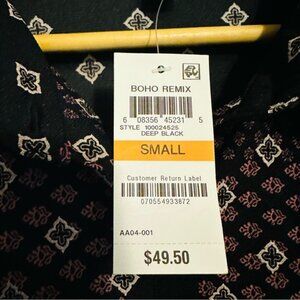 BOHO REMIX
6 08356 45231 5
STYLE 100024525
DEEP BLACK
SMALL
Customer Return Label
070554933872
AA04-001
$49.50